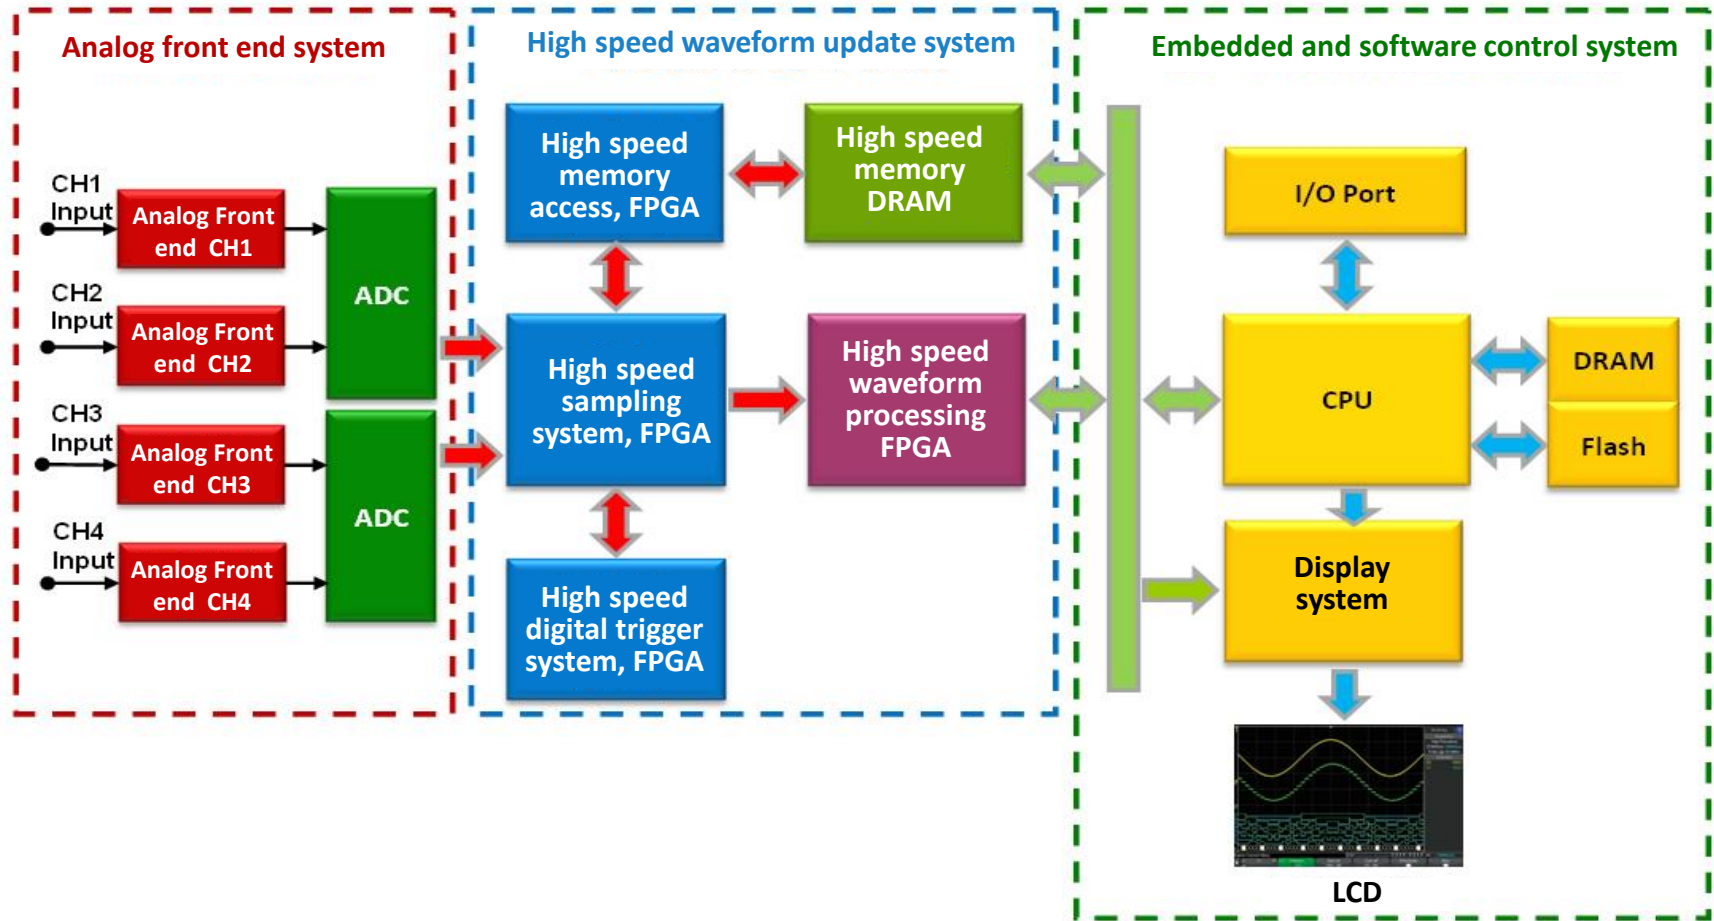 Analog front end system
CH1
Input
Analog Front
end CH1
CH2
Input
Analog Front
end CH2
ADC
CH3
Input
Analog Front
end CH3
CH4
Input
Analog Front
end CH4
ADC
High speed waveform update system
High speed
memory
access, FPGA
High speed
memory
DRAM
High speed
sampling
system, FPGA
High speed
waveform
processing
FPGA
High speed
digital trigger
system, FPGA
Embedded and software control system
I/O Port
CPU
DRAM
Flash
Display
system
LCD